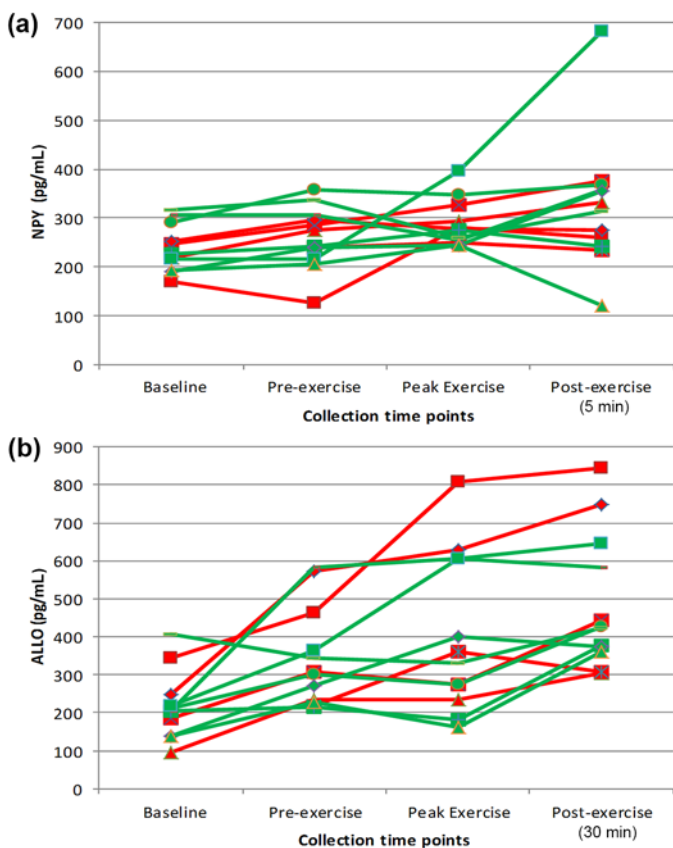 (a)
700
600
500
400
300
200
100
0
NPY (pg/mL)
Baseline Pre-exercise Peak Exercise Post-exercise
(5 min)
Collection time points
(b)
900
800
700
600
500
400
300
200
100
0
ALLO (pg/mL)
Baseline Pre-exercise Peak Exercise Post-exercise
(30 min)
Collection time points